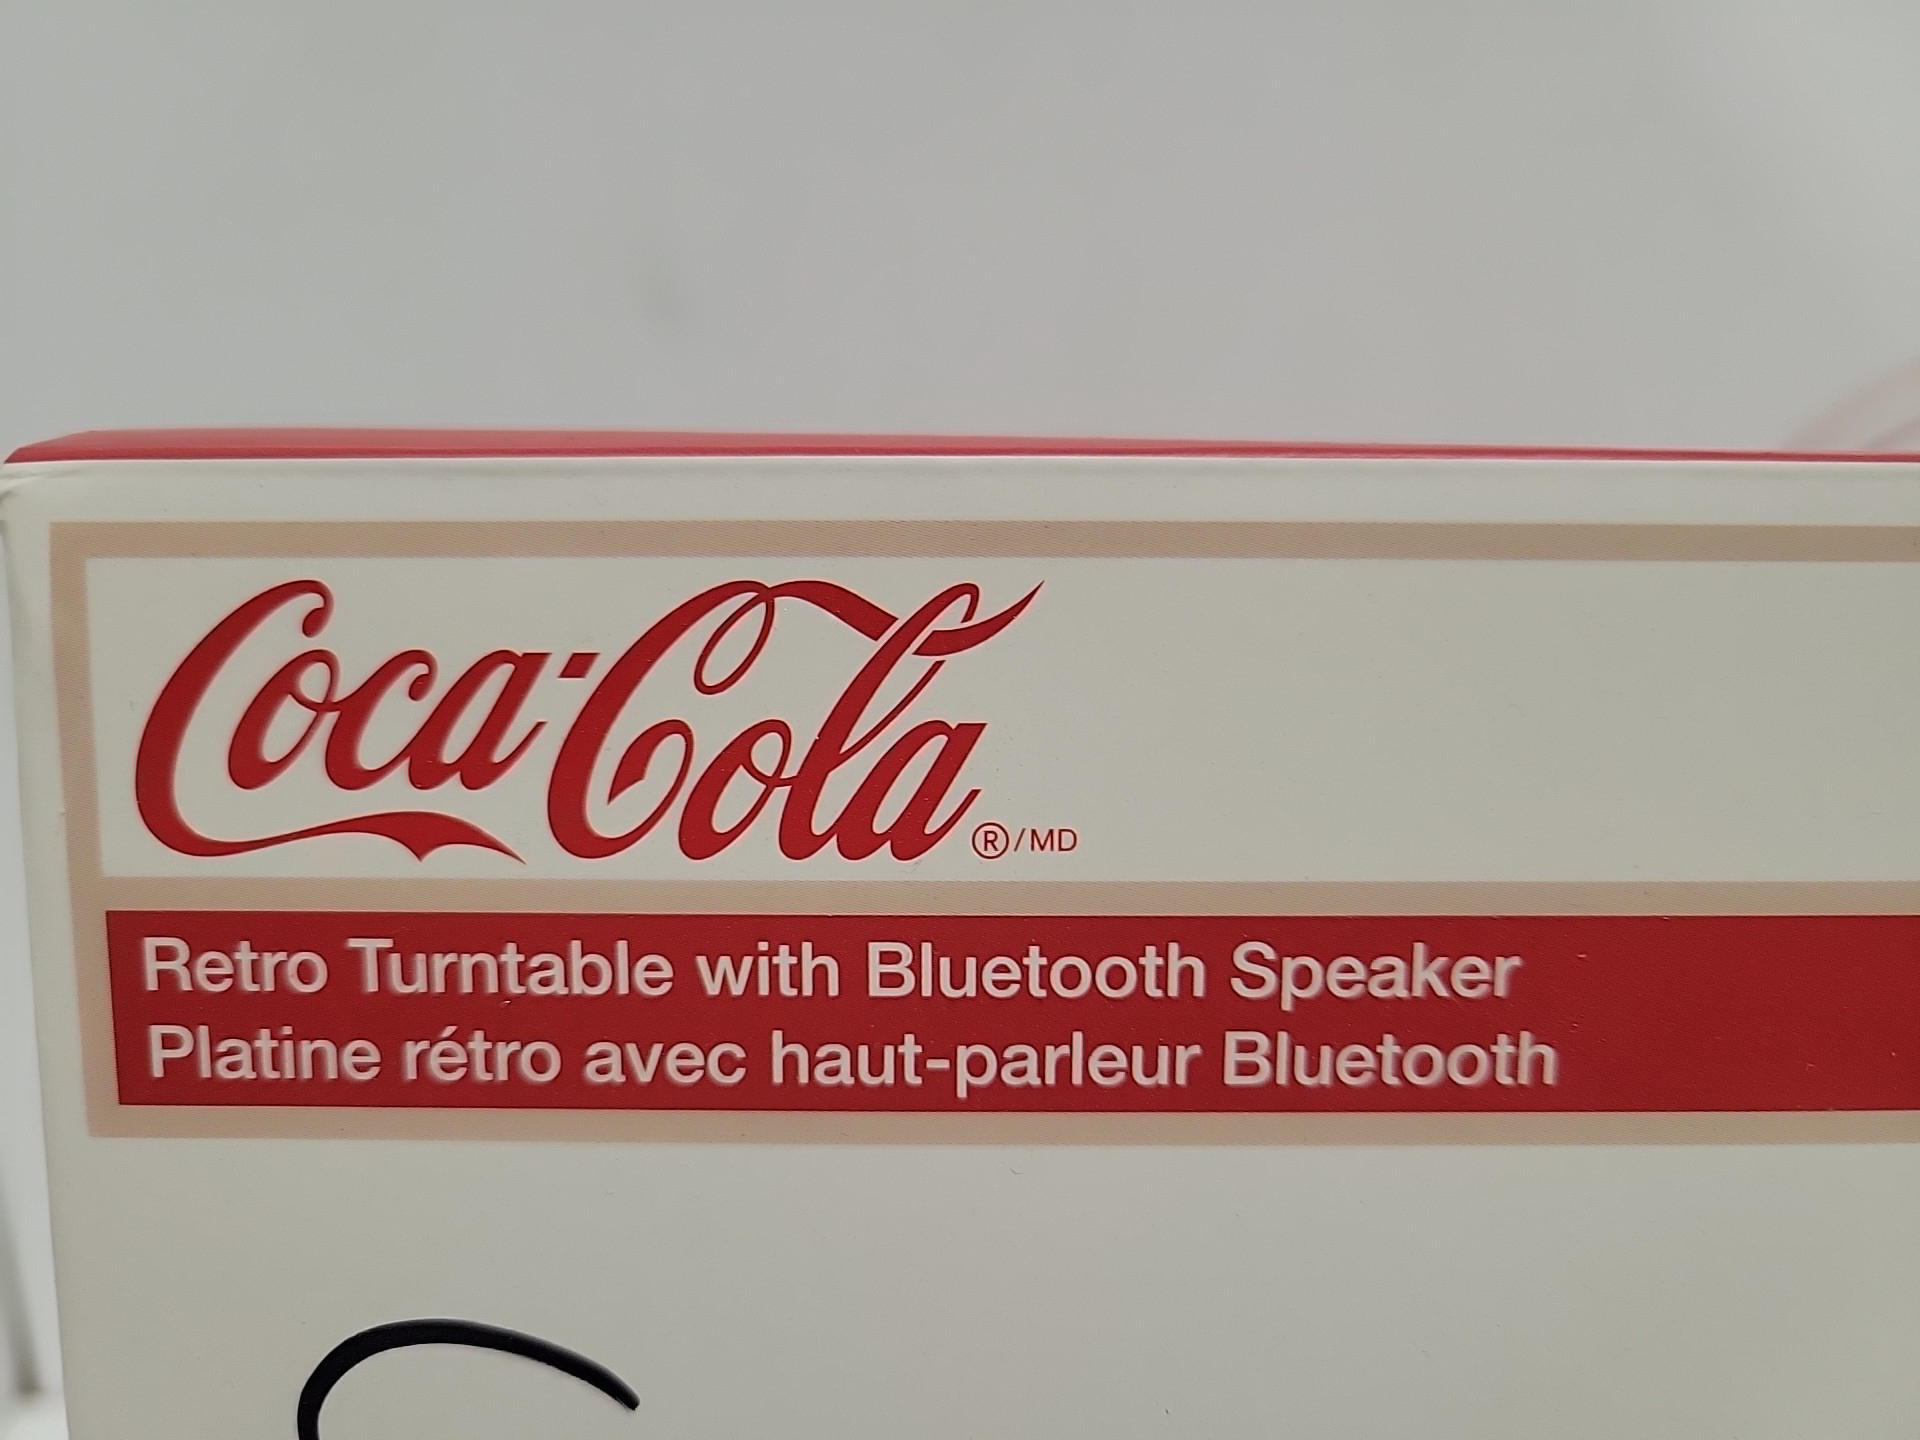 Coca-Cola ®/MD
Retro Turntable with Bluetooth Speaker
Platine rétro avec haut-parleur Bluetooth